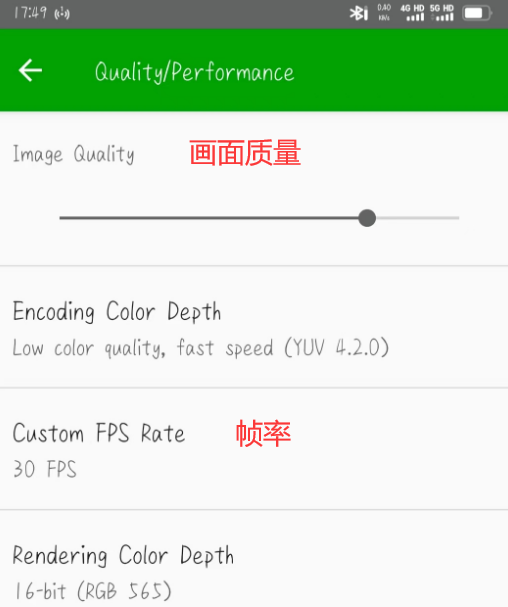 17:49 0.40 KB/s 4G HD 5G HD
Quality/Performance
Image Quality 画面质量
Encoding Color Depth
Low color quality, fast speed (YUV 4.2.0)
Custom FPS Rate 帧率
30 FPS
Rendering Color Depth
16-bit (RGB 565)